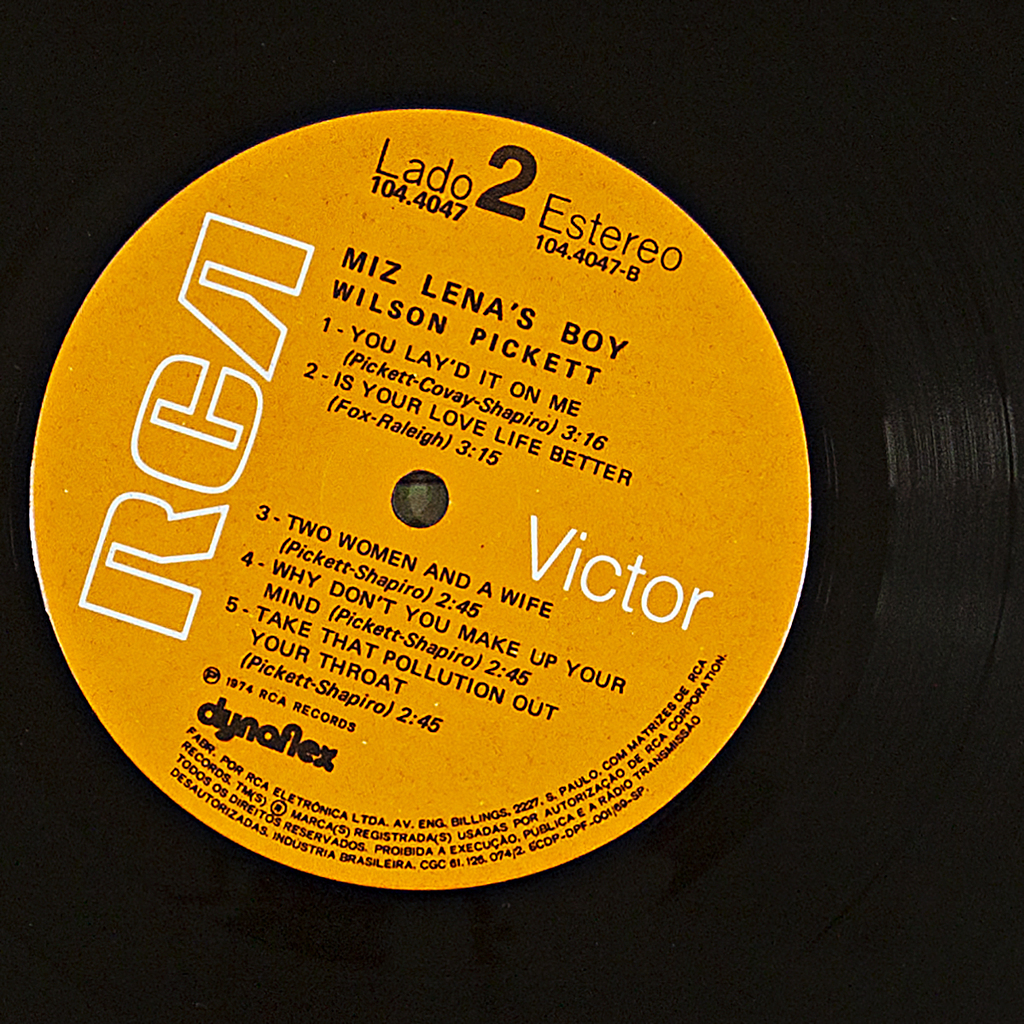 Lado 2 Estereo
104.4047
104.4047-B
MIZ LENA'S BOY
WILSON PICKETT
1 - YOU LAY'D IT ON ME
(Pickett-Covay-Shapiro) 3:16
2 - IS YOUR LOVE LIFE BETTER
(Fox-Raleigh) 3:15
RCA
Victor
3 - TWO WOMEN AND A WIFE
(Pickett-Shapiro) 2:45
4 - WHY DON'T YOU MAKE UP YOUR
MIND (Pickett-Shapiro) 2:45
5 - TAKE THAT POLLUTION OUT
YOUR THROAT
(Pickett-Shapiro) 2:45
Ⓟ 1974 RCA RECORDS
dynaflex
FABR. POR RCA ELETRÔNICA LTDA. AV. ENG. BILLINGS, 2227, S. PAULO, COM MATRIZES DE RCA
RECORDS. TM(S) ® MARCA(S) REGISTRADA(S) USADAS POR AUTORIZAÇÃO DE RCA CORPORATION.
TODOS OS DIREITOS RESERVADOS. PROIBIDA A EXECUÇÃO, PÚBLICA E A RÁDIO TRANSMISSÃO
DESAUTORIZADAS. INDÚSTRIA BRASILEIRA. CGC 61.126.074/2. ECDP-DPF-001/69-SP.